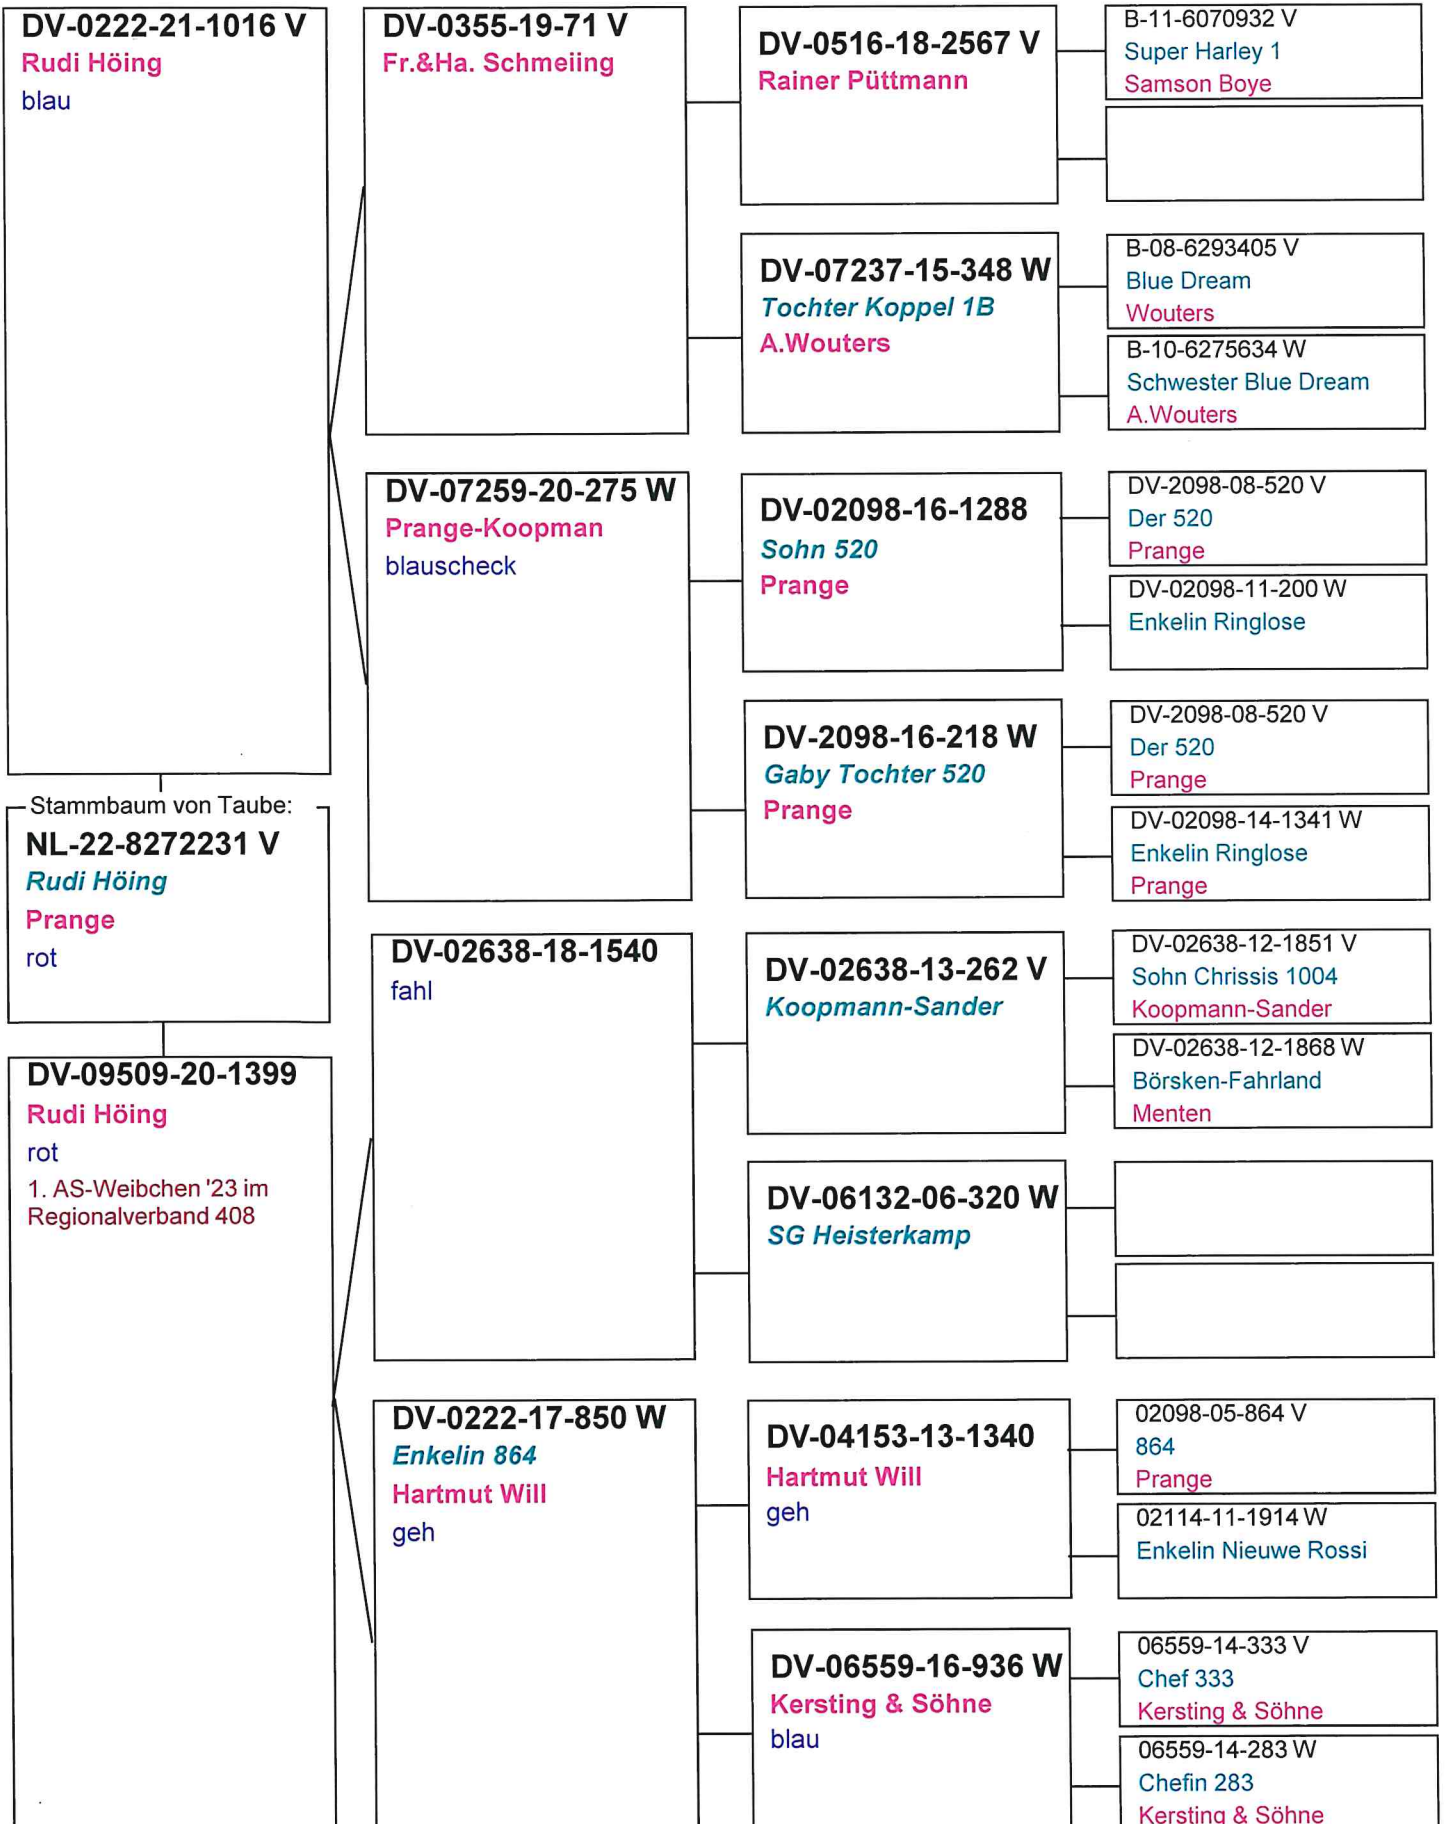 DV-0222-21-1016 V
Rudi Höing
blau
Stammbaum von Taube:
NL-22-8272231 V
Rudi Höing
Prange
rot
DV-09509-20-1399
Rudi Höing
rot
1. AS-Weibchen '23 im
Regionalverband 408
DV-0355-19-71 V
Fr.&Ha. Schmeiing
DV-07259-20-275 W
Prange-Koopman
blauscheck
DV-02638-18-1540
fahl
DV-0222-17-850 W
Enkelin 864
Hartmut Will
geh
DV-0516-18-2567 V
Rainer Püttmann
DV-07237-15-348 W
Tochter Koppel 1B
A.Wouters
DV-02098-16-1288
Sohn 520
Prange
DV-2098-16-218 W
Gaby Tochter 520
Prange
DV-02638-13-262 V
Koopmann-Sander
DV-06132-06-320 W
SG Heisterkamp
DV-04153-13-1340
Hartmut Will
geh
DV-06559-16-936 W
Kersting & Söhne
blau
B-11-6070932 V
Super Harley 1
Samson Boye
B-08-6293405 V
Blue Dream
Wouters
B-10-6275634 W
Schwester Blue Dream
A.Wouters
DV-2098-08-520 V
Der 520
Prange
DV-02098-11-200 W
Enkelin Ringlose
DV-2098-08-520 V
Der 520
Prange
DV-02098-14-1341 W
Enkelin Ringlose
Prange
DV-02638-12-1851 V
Sohn Chrissis 1004
Koopmann-Sander
DV-02638-12-1868 W
Börsken-Fahrland
Menten
02098-05-864 V
864
Prange
02114-11-1914 W
Enkelin Nieuwe Rossi
06559-14-333 V
Chef 333
Kersting & Söhne
06559-14-283 W
Chefin 283
Kersting & Söhne